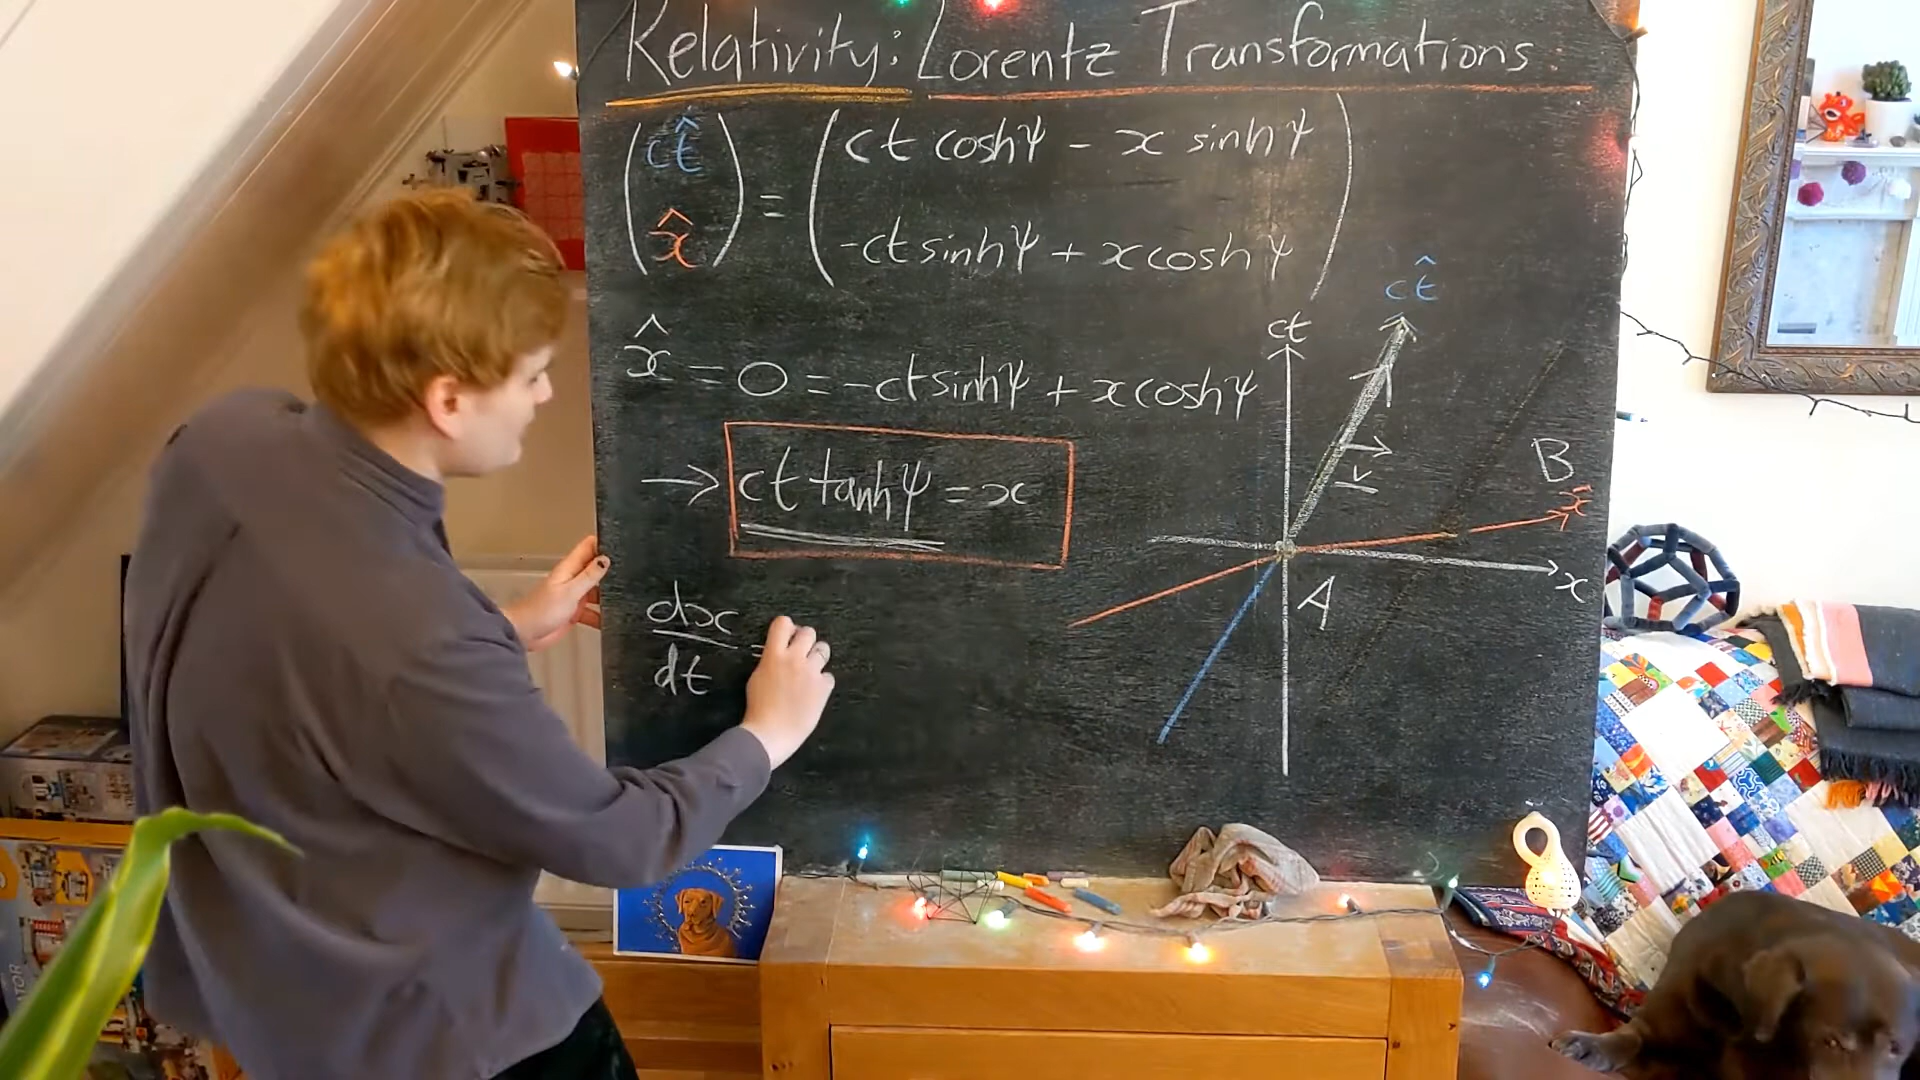 Relativity: Lorentz Transformations
(ct̂ x̂) = (ct coshψ - x sinhψ
-ct sinhψ + x coshψ)
x̂ = 0 = -ct sinhψ + x coshψ
→ ct tanhψ = x
dx/dt =
ct̂
ct
v
B
x̂
x
A